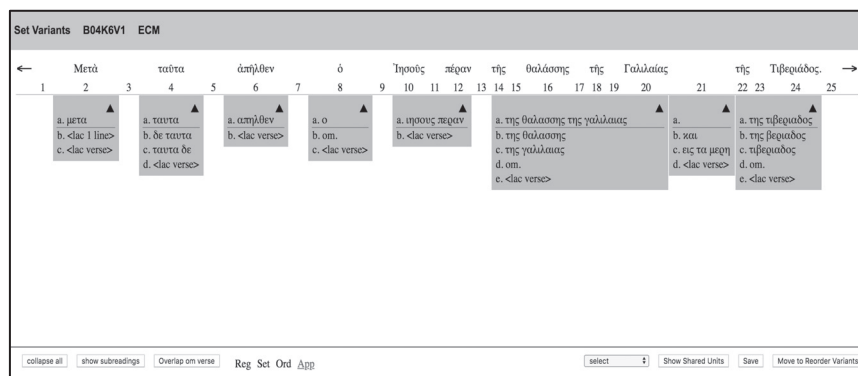 Set Variants B04K6V1 ECM
← Μετὰ ταῦτα ἀπῆλθεν ὁ Ἰησοῦς πέραν τῆς θαλάσσης τῆς Γαλιλαίας τῆς Τιβεριάδος. →
1 2 3 4 5 6 7 8 9 10 11 12 13 14 15 16 17 18 19 20 21 22 23 24 25
▲ ▲ ▲ ▲ ▲ ▲ ▲ ▲
a. μετα a. ταυτα a. απηλθεν a. ο a. ιησους περαν a. της θαλασσης της γαλιλαιας a. a. της τιβεριαδος
b. <lac 1 line> b. δε ταυτα b. <lac verse> b. om. b. <lac verse> b. της θαλασσης b. και b. της βεριαδος
c. <lac verse> c. ταυτα δε c. <lac verse> c. της γαλιλαιας c. εις τα μερη c. τιβεριαδος
d. <lac verse> d. om. d. <lac verse> d. om.
e. <lac verse> e. <lac verse>
collapse all show subreadings Overlap om verse Reg Set Ord App select Show Shared Units Save Move to Reorder Variants